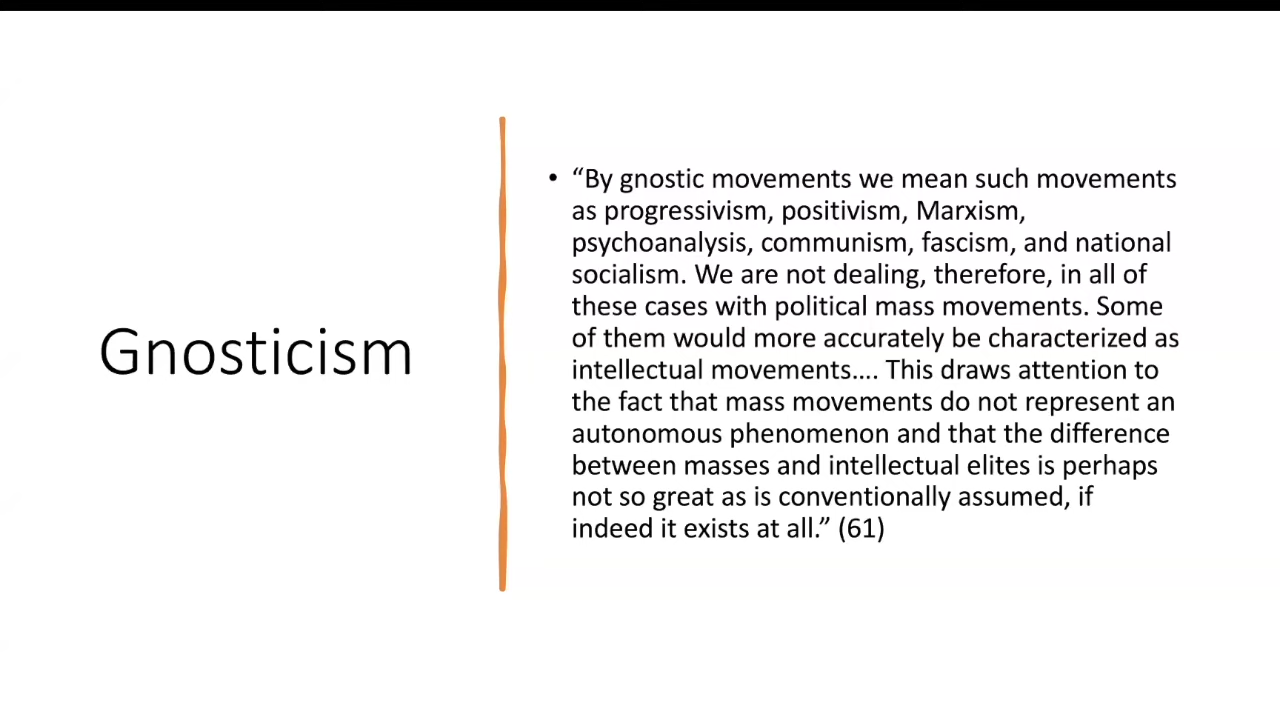 Gnosticism
• “By gnostic movements we mean such movements
as progressivism, positivism, Marxism,
psychoanalysis, communism, fascism, and national
socialism. We are not dealing, therefore, in all of
these cases with political mass movements. Some
of them would more accurately be characterized as
intellectual movements…. This draws attention to
the fact that mass movements do not represent an
autonomous phenomenon and that the difference
between masses and intellectual elites is perhaps
not so great as is conventionally assumed, if
indeed it exists at all.” (61)